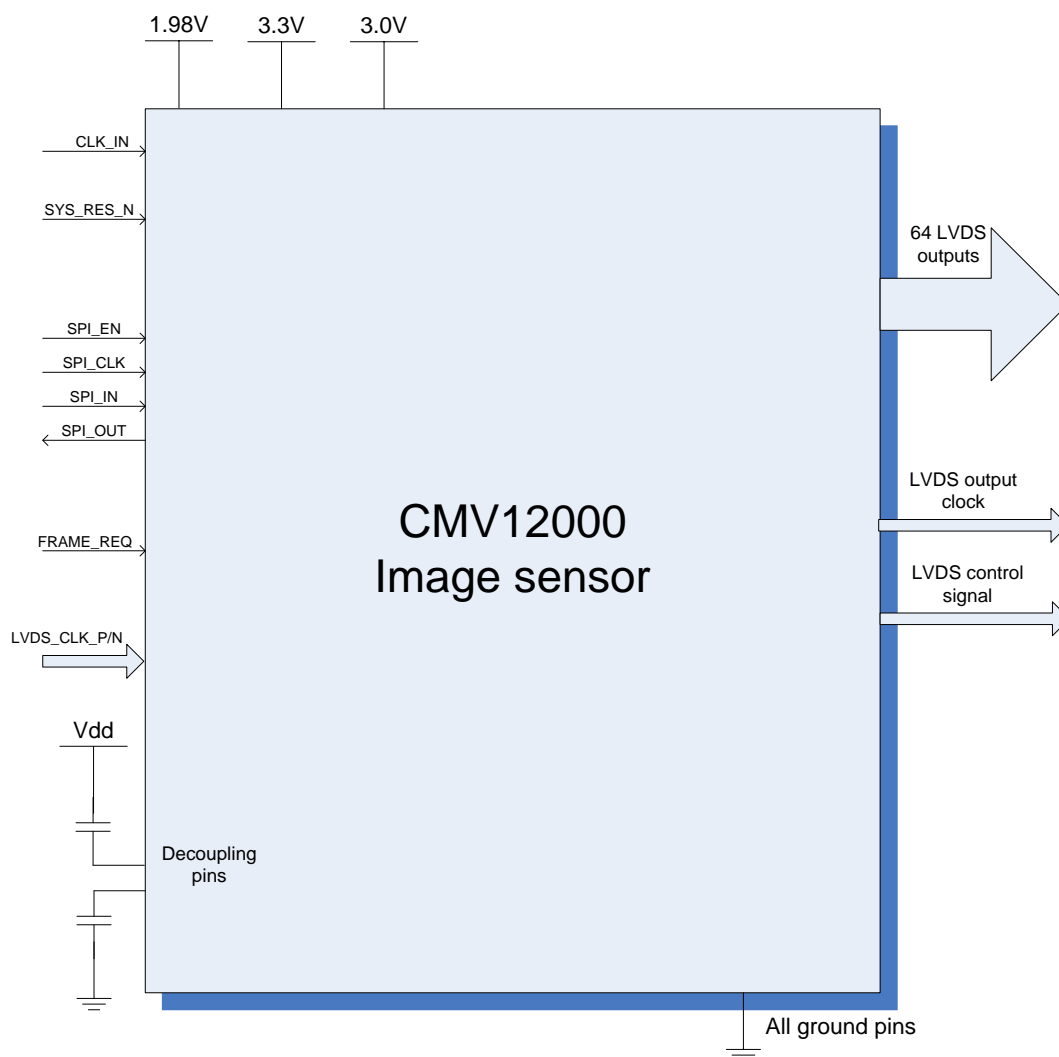 1.98V
3.3V
3.0V
CLK_IN
SYS_RES_N
64 LVDS
outputs
SPI_EN
SPI_CLK
SPI_IN
SPI_OUT
LVDS output
clock
CMV12000
Image sensor
FRAME_REQ
LVDS control
signal
LVDS_CLK_P/N
Vdd
Decoupling
pins
All ground pins